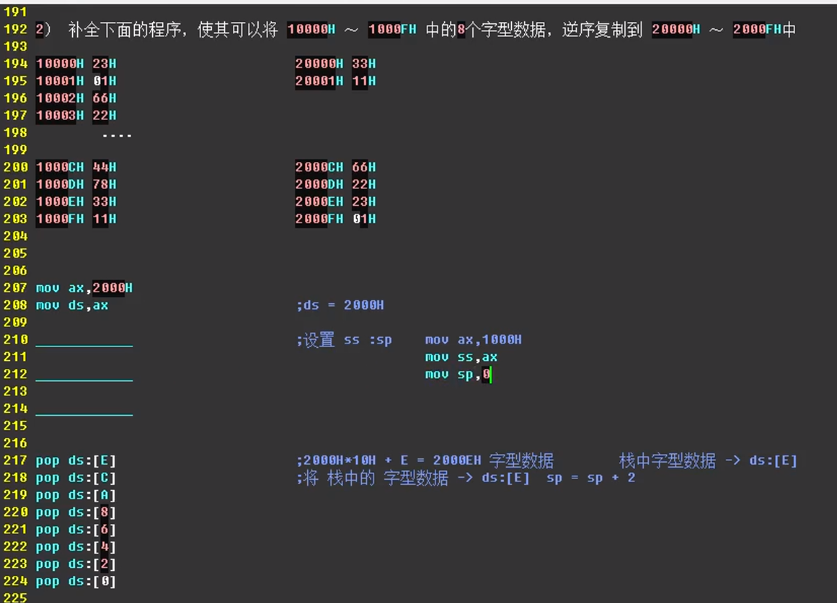 191
192 2) 补全下面的程序，使其可以将 10000H ～ 1000FH 中的8个字型数据，逆序复制到 20000H ～ 2000FH中
193
194 10000H 23H 20000H 33H
195 10001H 01H 20001H 11H
196 10002H 66H
197 10003H 22H
198 ....
199
200 1000CH 44H 2000CH 66H
201 1000DH 78H 2000DH 22H
202 1000EH 33H 2000EH 23H
203 1000FH 11H 2000FH 01H
204
205
206
207 mov ax,2000H
208 mov ds,ax ;ds = 2000H
209
210 ____________ ;设置 ss :sp mov ax,1000H
211 mov ss,ax
212 ____________ mov sp,0
213
214 ____________
215
216
217 pop ds:[E] ;2000H*10H + E = 2000EH 字型数据 栈中字型数据 -> ds:[E]
218 pop ds:[C] ;将 栈中的 字型数据 -> ds:[E] sp = sp + 2
219 pop ds:[A]
220 pop ds:[8]
221 pop ds:[6]
222 pop ds:[4]
223 pop ds:[2]
224 pop ds:[0]
225